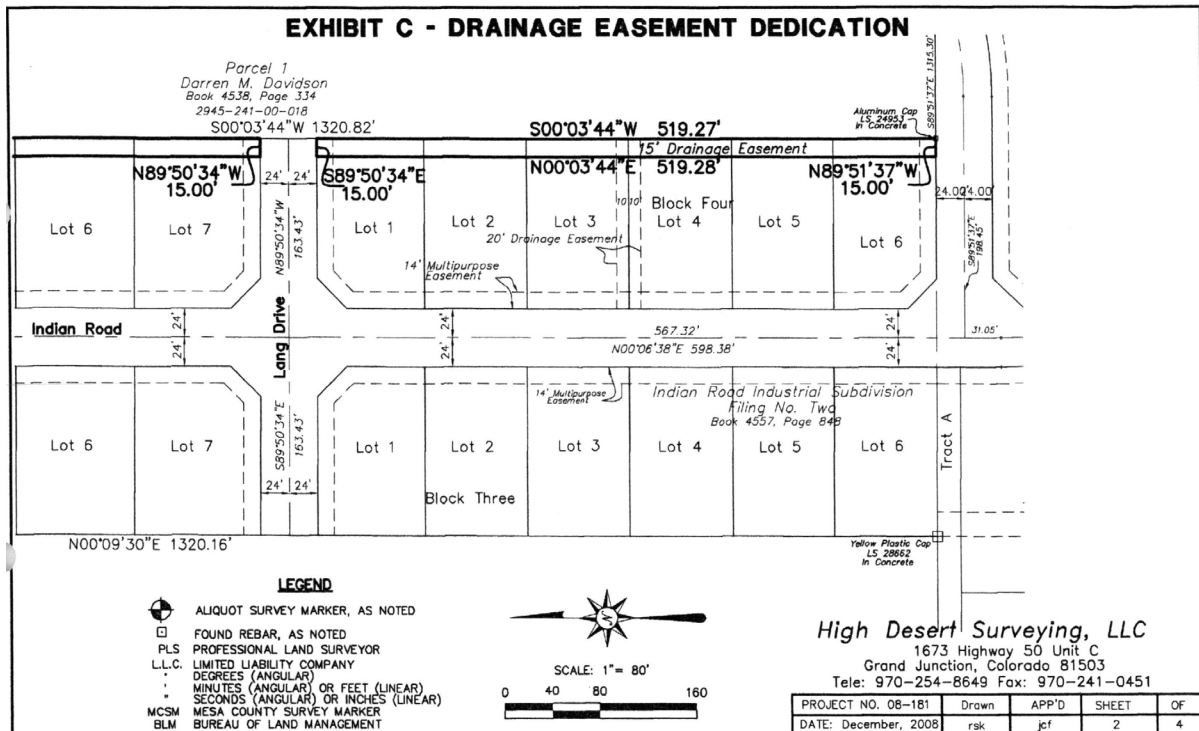 EXHIBIT C - DRAINAGE EASEMENT DEDICATION
Parcel 1
Darren M. Davidson
Book 4538, Page 334
2945-241-00-018
S00°03'44"W 1320.82'
S00°03'44"W 519.27'
15' Drainage Easement
N00°03'44"E 519.28'
Aluminum Cap
LS 24953
In Concrete
S89°51'37"E 1315.30'
N89°50'34"W
15.00'
S89°50'34"E
15.00'
N89°51'37"W
15.00'
24' 24'
N89°50'34"W
163.43'
24.00'
24.00'
S89°51'37"E
198.45'
10' 10'
Block Four
Lot 6
Lot 7
Lot 1
Lot 2
Lot 3
Lot 4
Lot 5
Lot 6
20' Drainage Easement
14' Multipurpose
Easement
Indian Road
24'
24'
Lang Drive
24'
24'
567.32'
N00°06'38"E 598.38'
24'
24'
31.05'
14' Multipurpose
Easement
Indian Road Industrial Subdivision
Filing No. Two
Book 4557, Page 848
S89°50'34"E
163.43'
Lot 6
Lot 7
Lot 1
Lot 2
Lot 3
Lot 4
Lot 5
Lot 6
Tract A
24' 24'
Block Three
N00°09'30"E 1320.16'
Yellow Plastic Cap
LS 28662
In Concrete
LEGEND
ALIQUOT SURVEY MARKER, AS NOTED
FOUND REBAR, AS NOTED
PLS PROFESSIONAL LAND SURVEYOR
L.L.C. LIMITED LIABILITY COMPANY
° DEGREES (ANGULAR)
' MINUTES (ANGULAR) OR FEET (LINEAR)
" SECONDS (ANGULAR) OR INCHES (LINEAR)
MCSM MESA COUNTY SURVEY MARKER
BLM BUREAU OF LAND MANAGEMENT
N
SCALE: 1"= 80'
0 40 80 160
High Desert Surveying, LLC
1673 Highway 50 Unit C
Grand Junction, Colorado 81503
Tele: 970-254-8649 Fax: 970-241-0451
PROJECT NO. 08-181 Drawn APP'D SHEET OF
DATE: December, 2008 rsk jcf 2 4